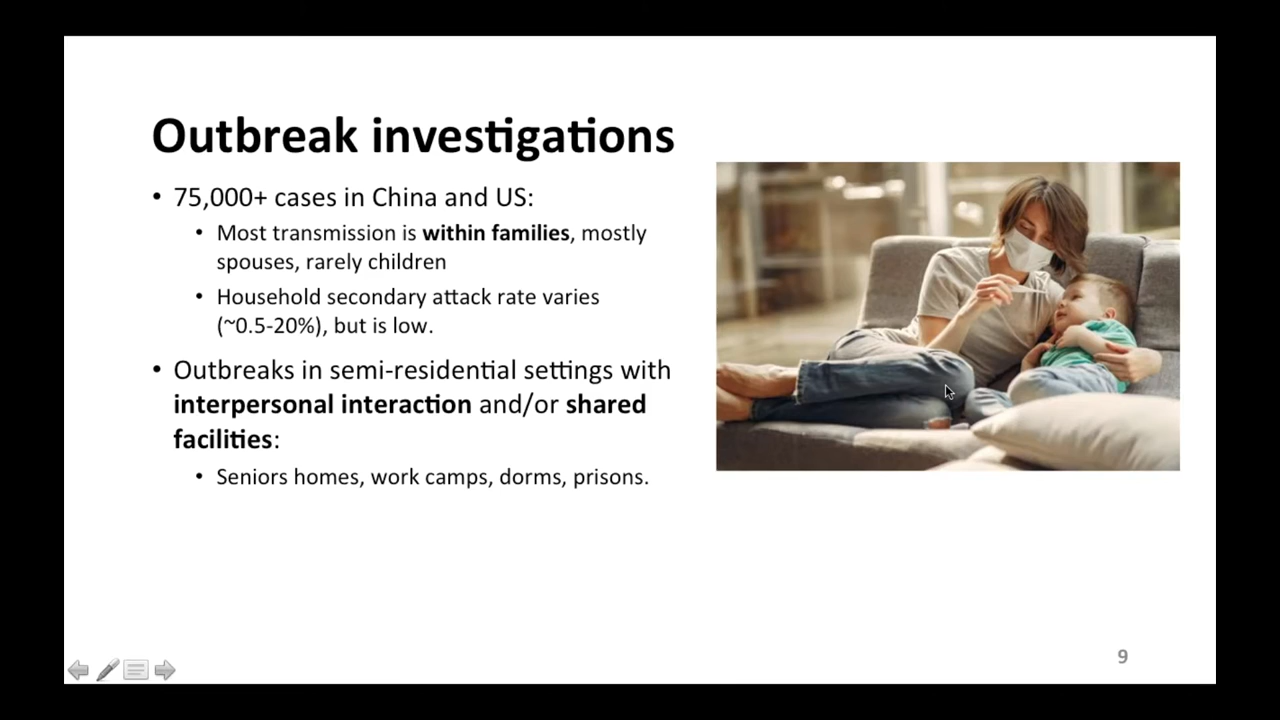 Outbreak investigations
• 75,000+ cases in China and US:
• Most transmission is within families, mostly
spouses, rarely children
• Household secondary attack rate varies
(~0.5-20%), but is low.
• Outbreaks in semi-residential settings with
interpersonal interaction and/or shared
facilities:
• Seniors homes, work camps, dorms, prisons.
9